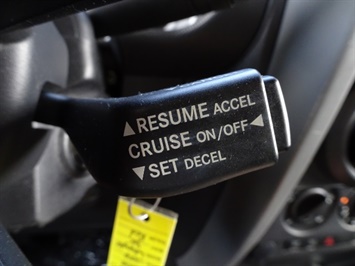 ▲RESUME ACCEL
CRUISE ON/OFF◀
▼SET DECEL